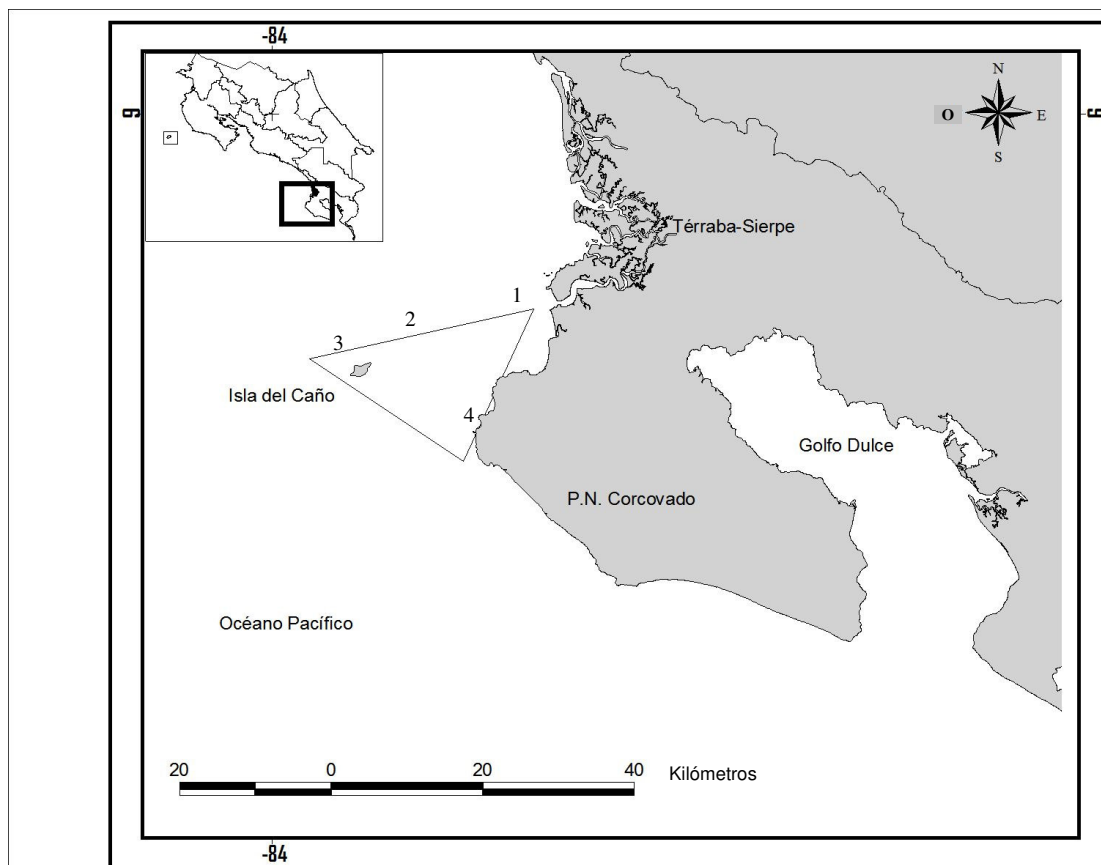 -84
9
9
N
O
E
S
Térraba-Sierpe
1
2
3
Isla del Caño
4
Golfo Dulce
P.N. Corcovado
Océano Pacífico
20 0 20 40 Kilómetros
-84